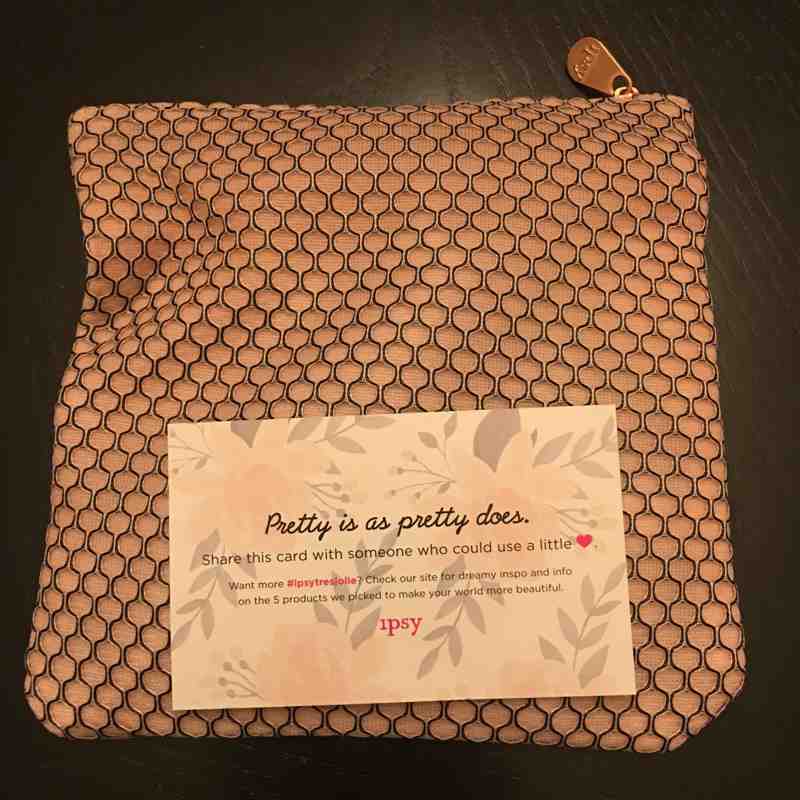 ipsy
Pretty is as pretty does.
Share this card with someone who could use a little ♥.
Want more #ipsytresjolie? Check our site for dreamy inspo and info
on the 5 products we picked to make your world more beautiful.
ipsy